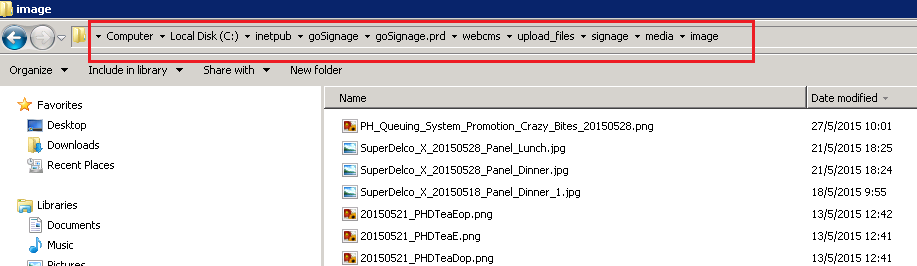 image
Computer Local Disk (C:) inetpub goSignage goSignage.prd webcms upload_files signage media image
Organize Include in library Share with New folder
Favorites
Desktop
Downloads
Recent Places
Libraries
Documents
Music
Pictures
Name Date modified
PH_Queuing_System_Promotion_Crazy_Bites_20150528.png 27/5/2015 10:01
SuperDelco_X_20150528_Panel_Lunch.jpg 21/5/2015 18:25
SuperDelco_X_20150528_Panel_Dinner.jpg 21/5/2015 18:24
SuperDelco_X_20150518_Panel_Dinner_1.jpg 18/5/2015 9:55
20150521_PHDTeaEop.png 13/5/2015 12:42
20150521_PHDTeaE.png 13/5/2015 12:41
20150521_PHDTeaDop.png 13/5/2015 12:41